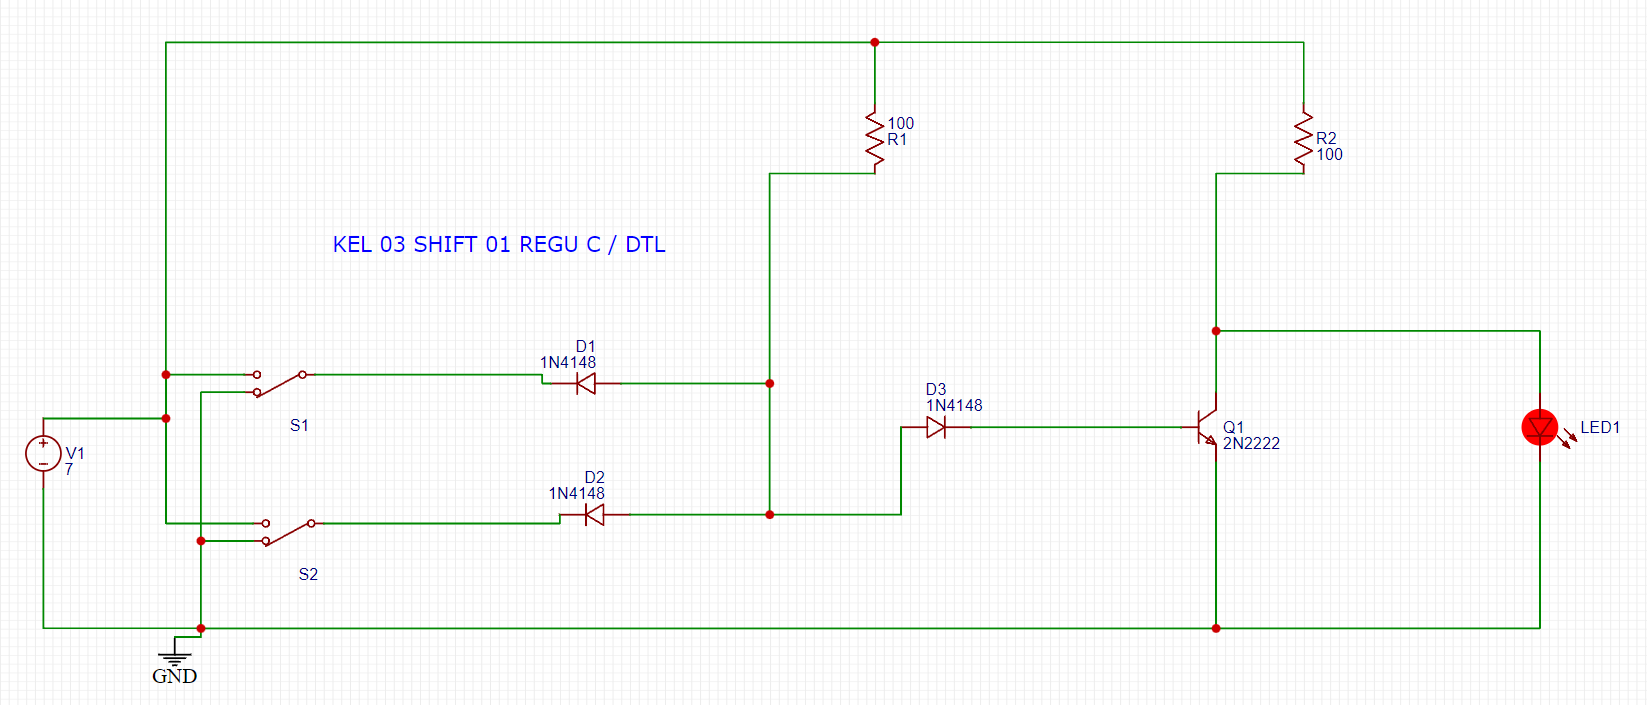 100
R1
R2
100
KEL 03 SHIFT 01 REGU C / DTL
D1
1N4148
D3
1N4148
S1
Q1
2N2222
LED1
V1
7
D2
1N4148
S2
GND